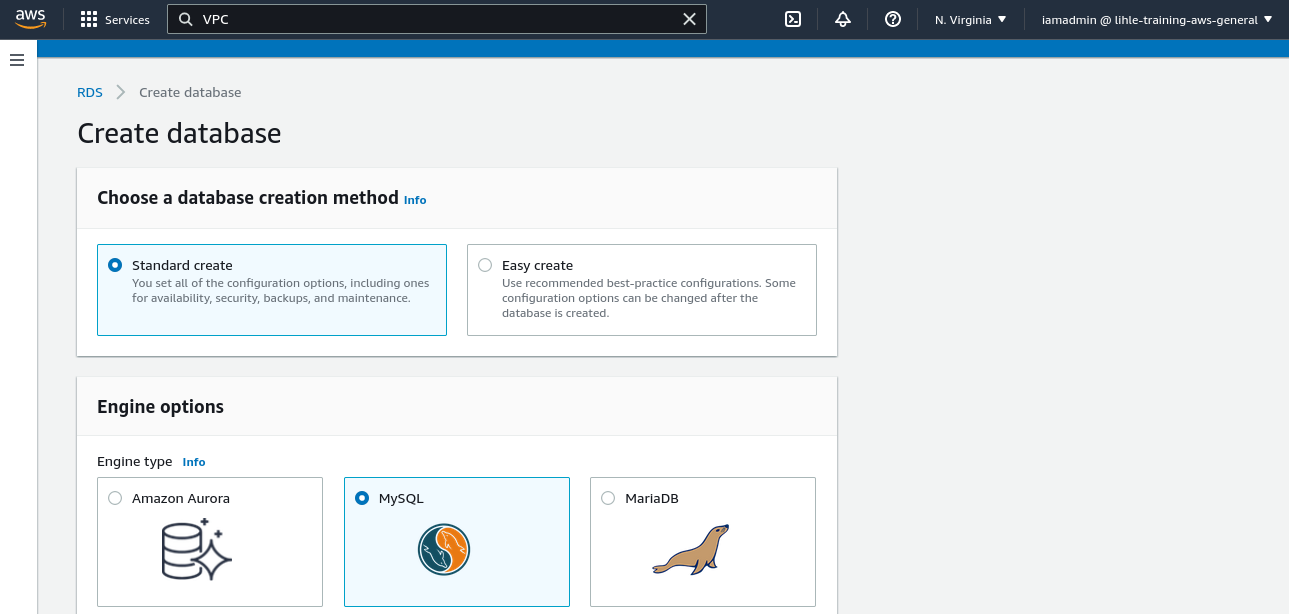 aws Services VPC N. Virginia iamadmin @ lihle-training-aws-general
RDS Create database
Create database
Choose a database creation method Info
Standard create
You set all of the configuration options, including ones
for availability, security, backups, and maintenance.
Easy create
Use recommended best-practice configurations. Some
configuration options can be changed after the
database is created.
Engine options
Engine type Info
Amazon Aurora
MySQL
MariaDB